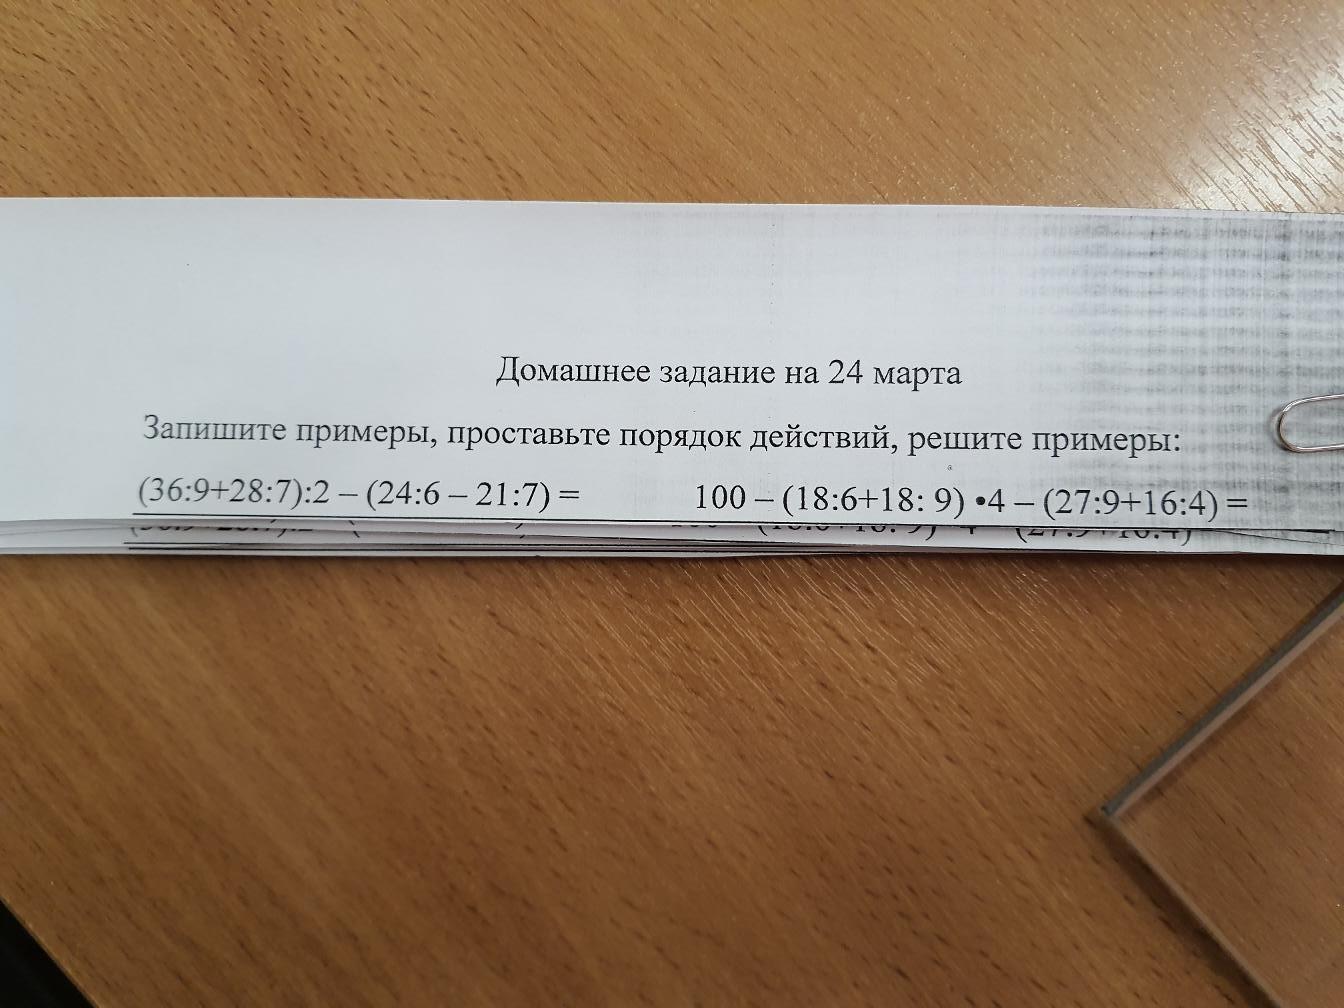 Домашнее задание на 24 марта
Запишите примеры, проставьте порядок действий, решите примеры:
(36:9+28:7):2 – (24:6 – 21:7) = 100 – (18:6+18: 9) •4 – (27:9+16:4) =